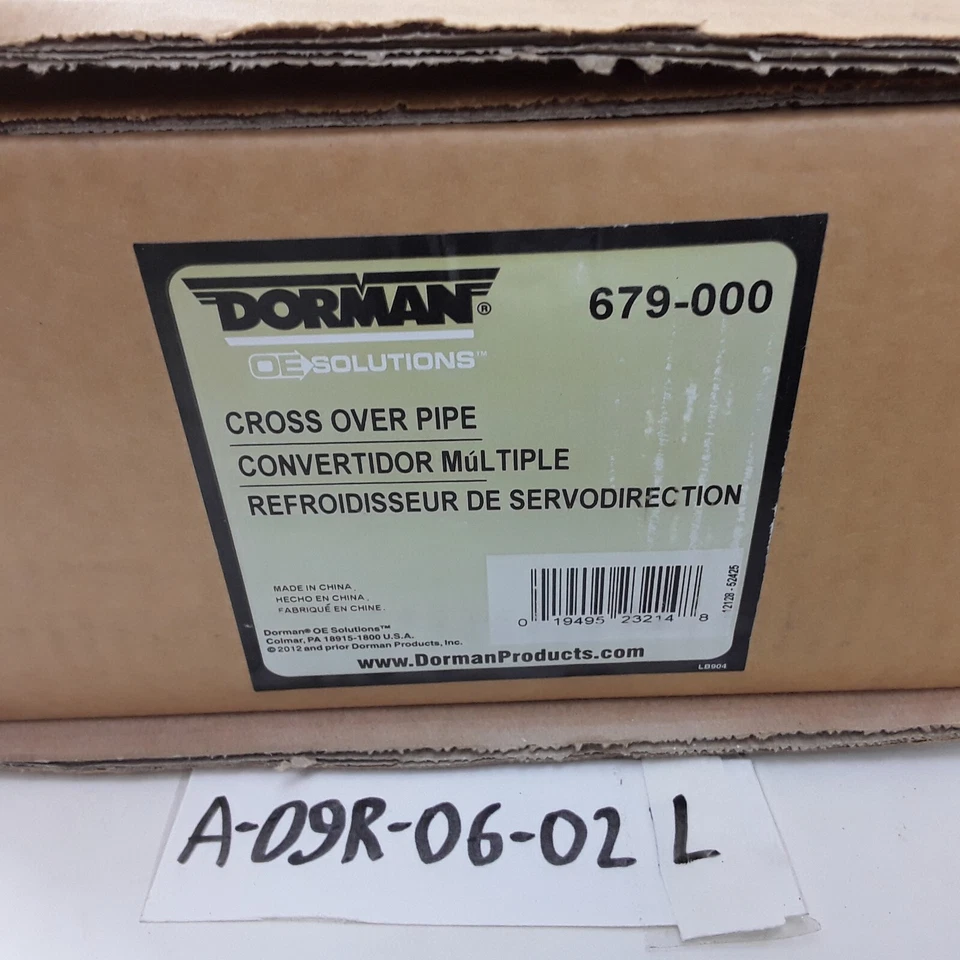 DORMAN®
679-000
OE SOLUTIONS™
CROSS OVER PIPE
CONVERTIDOR MúLTIPLE
REFROIDISSEUR DE SERVODIRECTION
MADE IN CHINA.
HECHO EN CHINA.
FABRIQUÉ EN CHINE.
0 19495 23214 8
12128 - 52425
Dorman® OE Solutions™
Colmar, PA 18915-1800 U.S.A.
©2012 and prior Dorman Products, Inc.
www.DormanProducts.com
LB904
A-09R-06-02 L